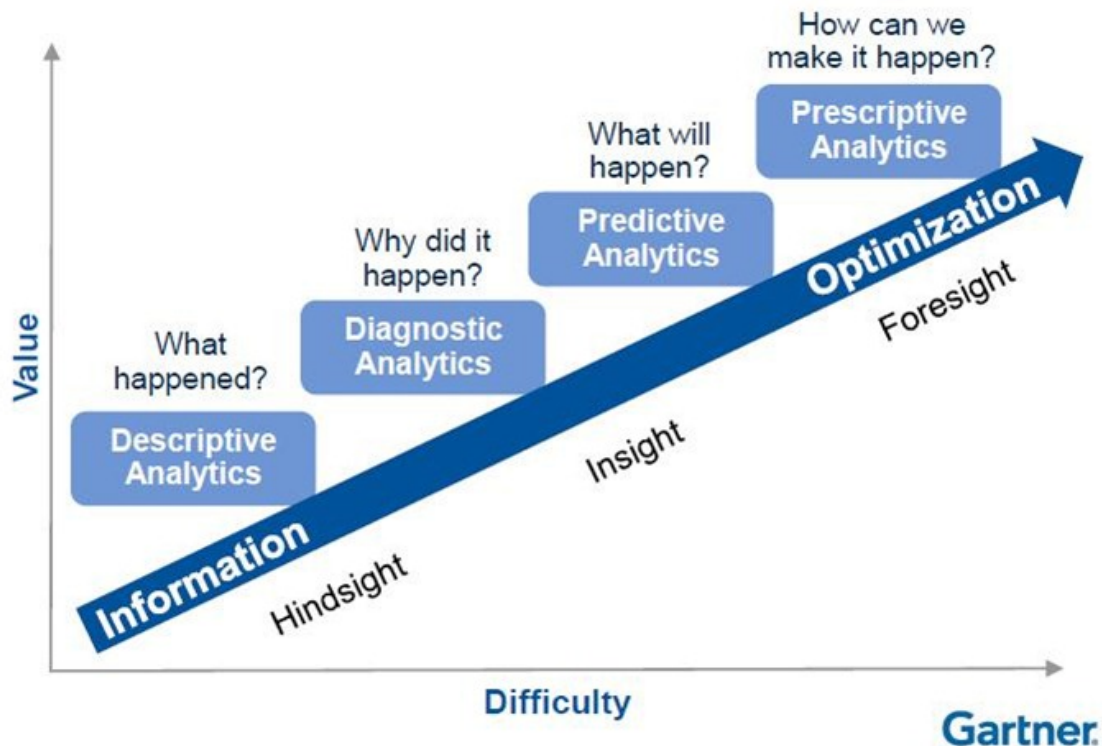 How can we
make it happen?
Prescriptive
Analytics
What will
happen?
Predictive
Analytics
Why did it
happen?
Diagnostic
Analytics
What
happened?
Descriptive
Analytics
Value
Information
Optimization
Hindsight
Insight
Foresight
Difficulty
Gartner.